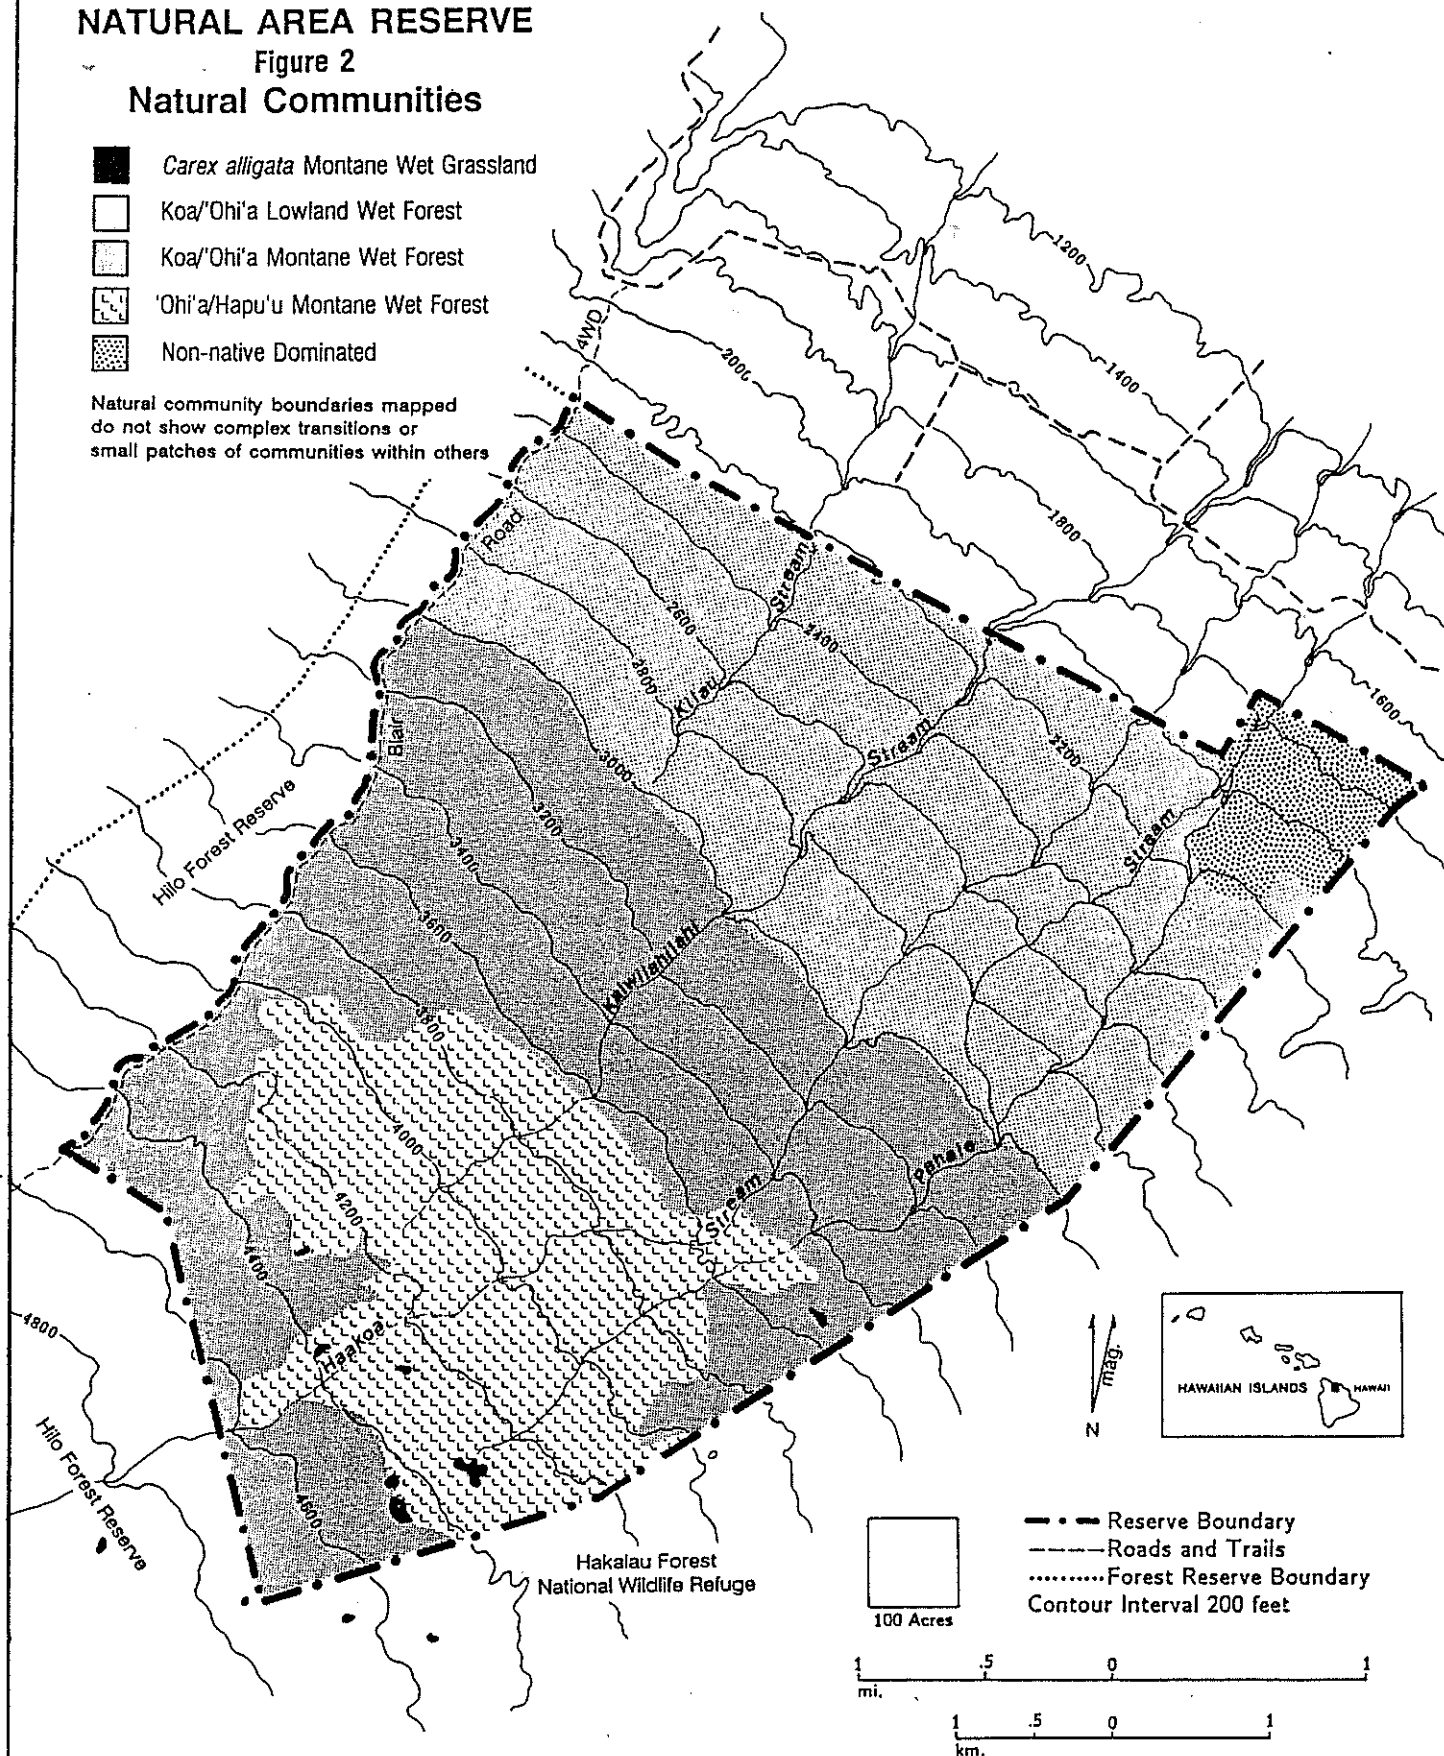 NATURAL AREA RESERVE
Figure 2
Natural Communities
Carex alligata Montane Wet Grassland
Koa/'Ohi'a Lowland Wet Forest
Koa/'Ohi'a Montane Wet Forest
'Ohi'a/Hapu'u Montane Wet Forest
Non-native Dominated
Natural community boundaries mapped
do not show complex transitions or
small patches of communities within others
1200
1400
2000
1800
1600
4WD
Road
Blair
Stream
2600
2400
2400
2800
Kilau
Stream
2200
3000
Stream
3200
3400
3600
Kaiwilahilahi
3800
4000
4200
4400
Stream
Pahale
Haakoa
4600
4800
Hilo Forest Reserve
Hilo Forest Reserve
Hakalau Forest
National Wildlife Refuge
mag.
N
HAWAIIAN ISLANDS
HAWAII
100 Acres
Reserve Boundary
Roads and Trails
Forest Reserve Boundary
Contour Interval 200 feet
1 .5 0 1
mi.
1 .5 0 1
km.